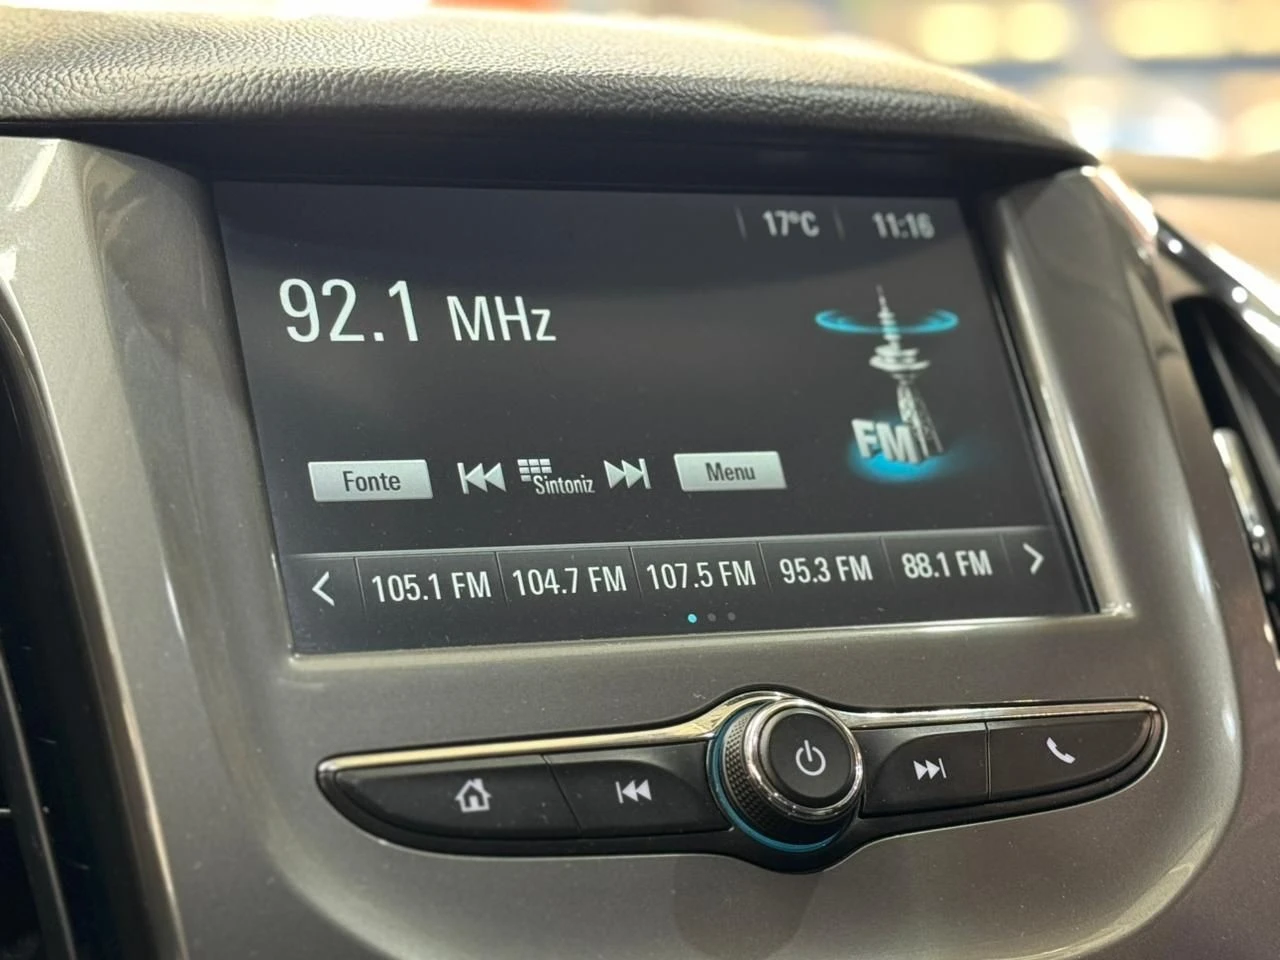 17°C 11:16
92.1 MHz
FM
Fonte Sintoniz Menu
105.1 FM 104.7 FM 107.5 FM 95.3 FM 88.1 FM